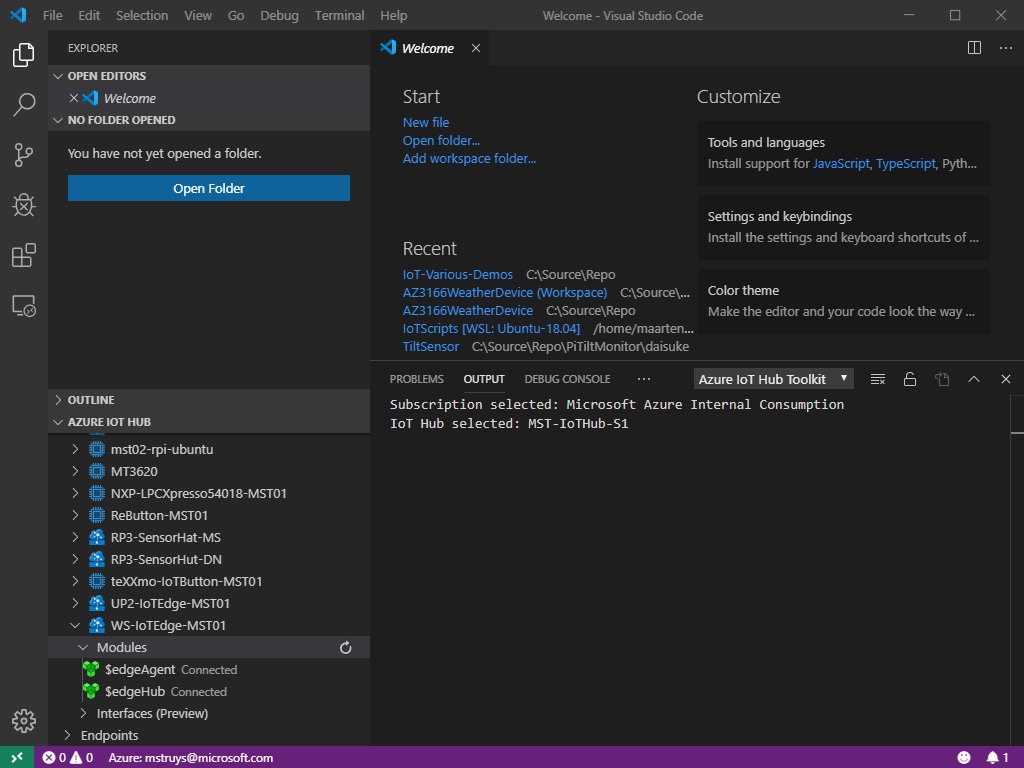 File Edit Selection View Go Debug Terminal Help Welcome - Visual Studio Code
EXPLORER
OPEN EDITORS
Welcome
NO FOLDER OPENED
You have not yet opened a folder.
Open Folder
OUTLINE
AZURE IOT HUB
mst02-rpi-ubuntu
MT3620
NXP-LPCXpresso54018-MST01
ReButton-MST01
RP3-SensorHat-MS
RP3-SensorHut-DN
teXXmo-IoTButton-MST01
UP2-IoTEdge-MST01
WS-IoTEdge-MST01
Modules
$edgeAgent Connected
$edgeHub Connected
Interfaces (Preview)
Endpoints
Welcome
Start
New file
Open folder...
Add workspace folder...
Recent
IoT-Various-Demos C:\Source\Repo
AZ3166WeatherDevice (Workspace) C:\Source\...
AZ3166WeatherDevice C:\Source\Repo
IoTScripts [WSL: Ubuntu-18.04] /home/maarten...
TiltSensor C:\Source\Repo\PiTiltMonitor\daisuke
Customize
Tools and languages
Install support for JavaScript, TypeScript, Pyth...
Settings and keybindings
Install the settings and keyboard shortcuts of ...
Color theme
Make the editor and your code look the way ...
PROBLEMS OUTPUT DEBUG CONSOLE ... Azure IoT Hub Toolkit
Subscription selected: Microsoft Azure Internal Consumption
IoT Hub selected: MST-IoTHub-S1
0 0 Azure: mstruys@microsoft.com 1